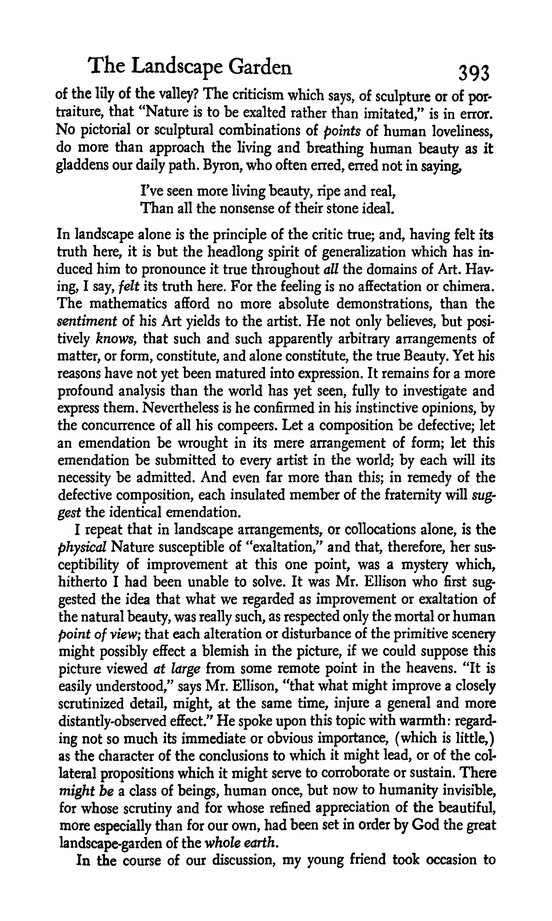 The Landscape Garden 393
of the lily of the valley? The criticism which says, of sculpture or of por-
traiture, that “Nature is to be exalted rather than imitated,” is in error.
No pictorial or sculptural combinations of points of human loveliness,
do more than approach the living and breathing human beauty as it
gladdens our daily path. Byron, who often erred, erred not in saying,
I’ve seen more living beauty, ripe and real,
Than all the nonsense of their stone ideal.
In landscape alone is the principle of the critic true; and, having felt its
truth here, it is but the headlong spirit of generalization which has in-
duced him to pronounce it true throughout all the domains of Art. Hav-
ing, I say, felt its truth here. For the feeling is no affectation or chimera.
The mathematics afford no more absolute demonstrations, than the
sentiment of his Art yields to the artist. He not only believes, but posi-
tively knows, that such and such apparently arbitrary arrangements of
matter, or form, constitute, and alone constitute, the true Beauty. Yet his
reasons have not yet been matured into expression. It remains for a more
profound analysis than the world has yet seen, fully to investigate and
express them. Nevertheless is he confirmed in his instinctive opinions, by
the concurrence of all his compeers. Let a composition be defective; let
an emendation be wrought in its mere arrangement of form; let this
emendation be submitted to every artist in the world; by each will its
necessity be admitted. And even far more than this; in remedy of the
defective composition, each insulated member of the fraternity will sug-
gest the identical emendation.
I repeat that in landscape arrangements, or collocations alone, is the
physical Nature susceptible of “exaltation,” and that, therefore, her sus-
ceptibility of improvement at this one point, was a mystery which,
hitherto I had been unable to solve. It was Mr. Ellison who first sug-
gested the idea that what we regarded as improvement or exaltation of
the natural beauty, was really such, as respected only the mortal or human
point of view; that each alteration or disturbance of the primitive scenery
might possibly effect a blemish in the picture, if we could suppose this
picture viewed at large from some remote point in the heavens. “It is
easily understood,” says Mr. Ellison, “that what might improve a closely
scrutinized detail, might, at the same time, injure a general and more
distantly-observed effect.” He spoke upon this topic with warmth: regard-
ing not so much its immediate or obvious importance, (which is little,)
as the character of the conclusions to which it might lead, or of the col-
lateral propositions which it might serve to corroborate or sustain. There
might be a class of beings, human once, but now to humanity invisible,
for whose scrutiny and for whose refined appreciation of the beautiful,
more especially than for our own, had been set in order by God the great
landscape-garden of the whole earth.
In the course of our discussion, my young friend took occasion to